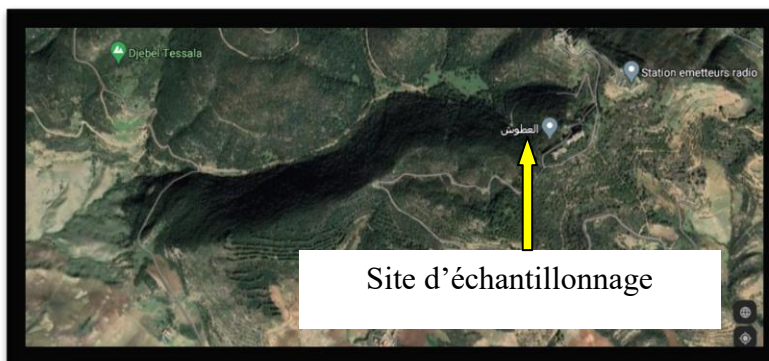 Djebel Tessala
Station emetteurs radio
العطوش
Site d’échantillonnage